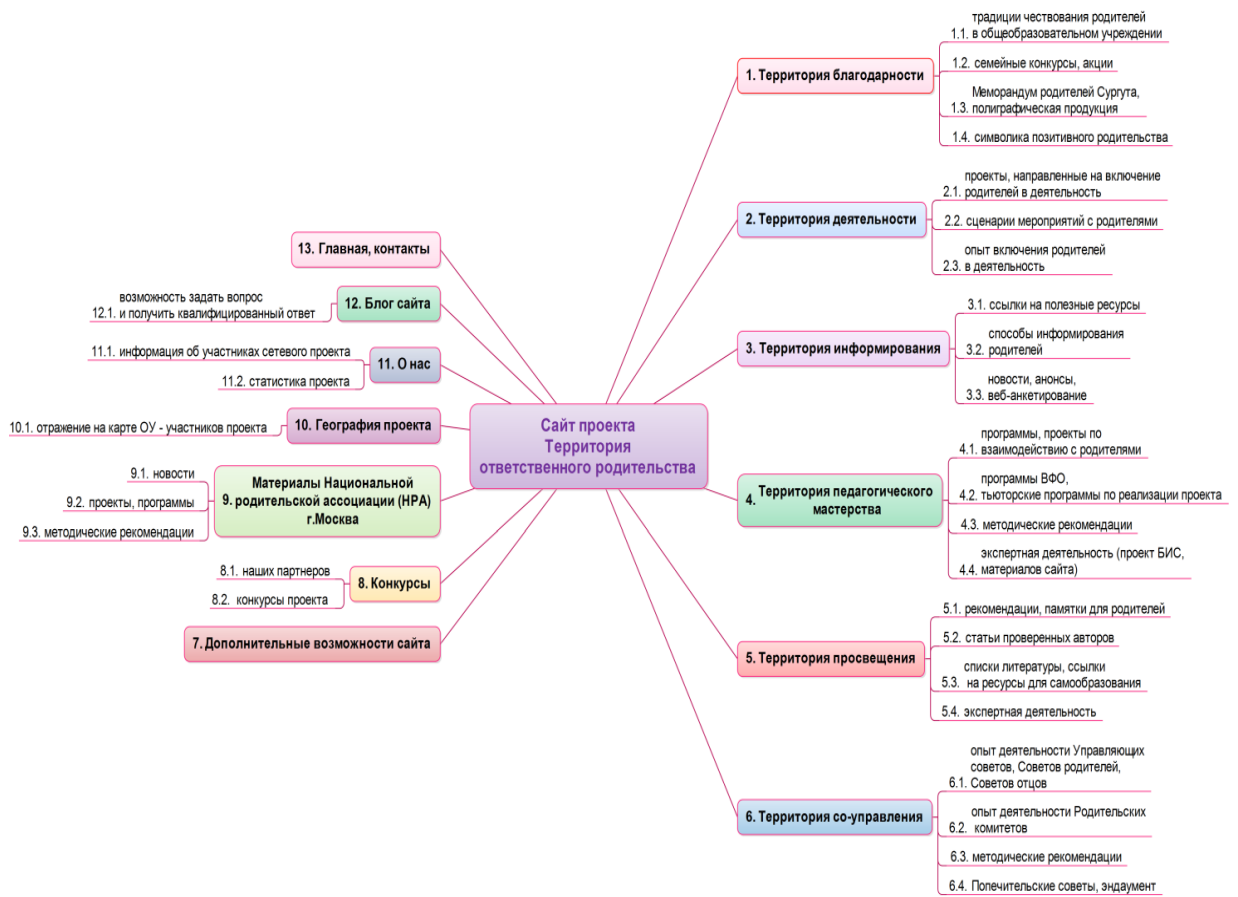 Сайт проекта
Территория
ответственного родительства
1. Территория благодарности
традиции чествования родителей
1.1. в общеобразовательном учреждении
1.2. семейные конкурсы, акции
Меморандум родителей Сургута,
1.3. полиграфическая продукция
1.4. символика позитивного родительства
2. Территория деятельности
проекты, направленные на включение
2.1. родителей в деятельность
2.2. сценарии мероприятий с родителями
опыт включения родителей
2.3. в деятельность
3. Территория информирования
3.1. ссылки на полезные ресурсы
способы информирования
3.2. родителей
новости, анонсы,
3.3. веб-анкетирование
4. Территория педагогического
мастерства
программы, проекты по
4.1. взаимодействию с родителями
программы ВФО,
4.2. тьюторские программы по реализации проекта
4.3. методические рекомендации
экспертная деятельность (проект БИС,
4.4. материалов сайта)
5. Территория просвещения
5.1. рекомендации, памятки для родителей
5.2. статьи проверенных авторов
списки литературы, ссылки
5.3. на ресурсы для самообразования
5.4. экспертная деятельность
6. Территория со-управления
опыт деятельности Управляющих
советов, Советов родителей,
6.1. Советов отцов
опыт деятельности Родительских
6.2. комитетов
6.3. методические рекомендации
6.4. Попечительские советы, эндаумент
7. Дополнительные возможности сайта
8. Конкурсы
8.1. наших партнеров
8.2. конкурсы проекта
Материалы Национальной
9. родительской ассоциации (НРА)
г.Москва
9.1. новости
9.2. проекты, программы
9.3. методические рекомендации
10. География проекта
10.1. отражение на карте ОУ - участников проекта
11. О нас
11.1. информация об участниках сетевого проекта
11.2. статистика проекта
12. Блог сайта
возможность задать вопрос
12.1. и получить квалифицированный ответ
13. Главная, контакты